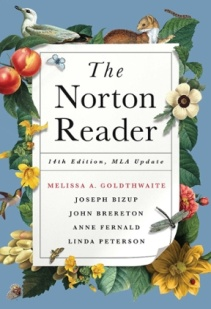 The
Norton
Reader
14th Edition, MLA Update
MELISSA A. GOLDTHWAITE
JOSEPH BIZUP
JOHN BRERETON
ANNE FERNALD
LINDA PETERSON